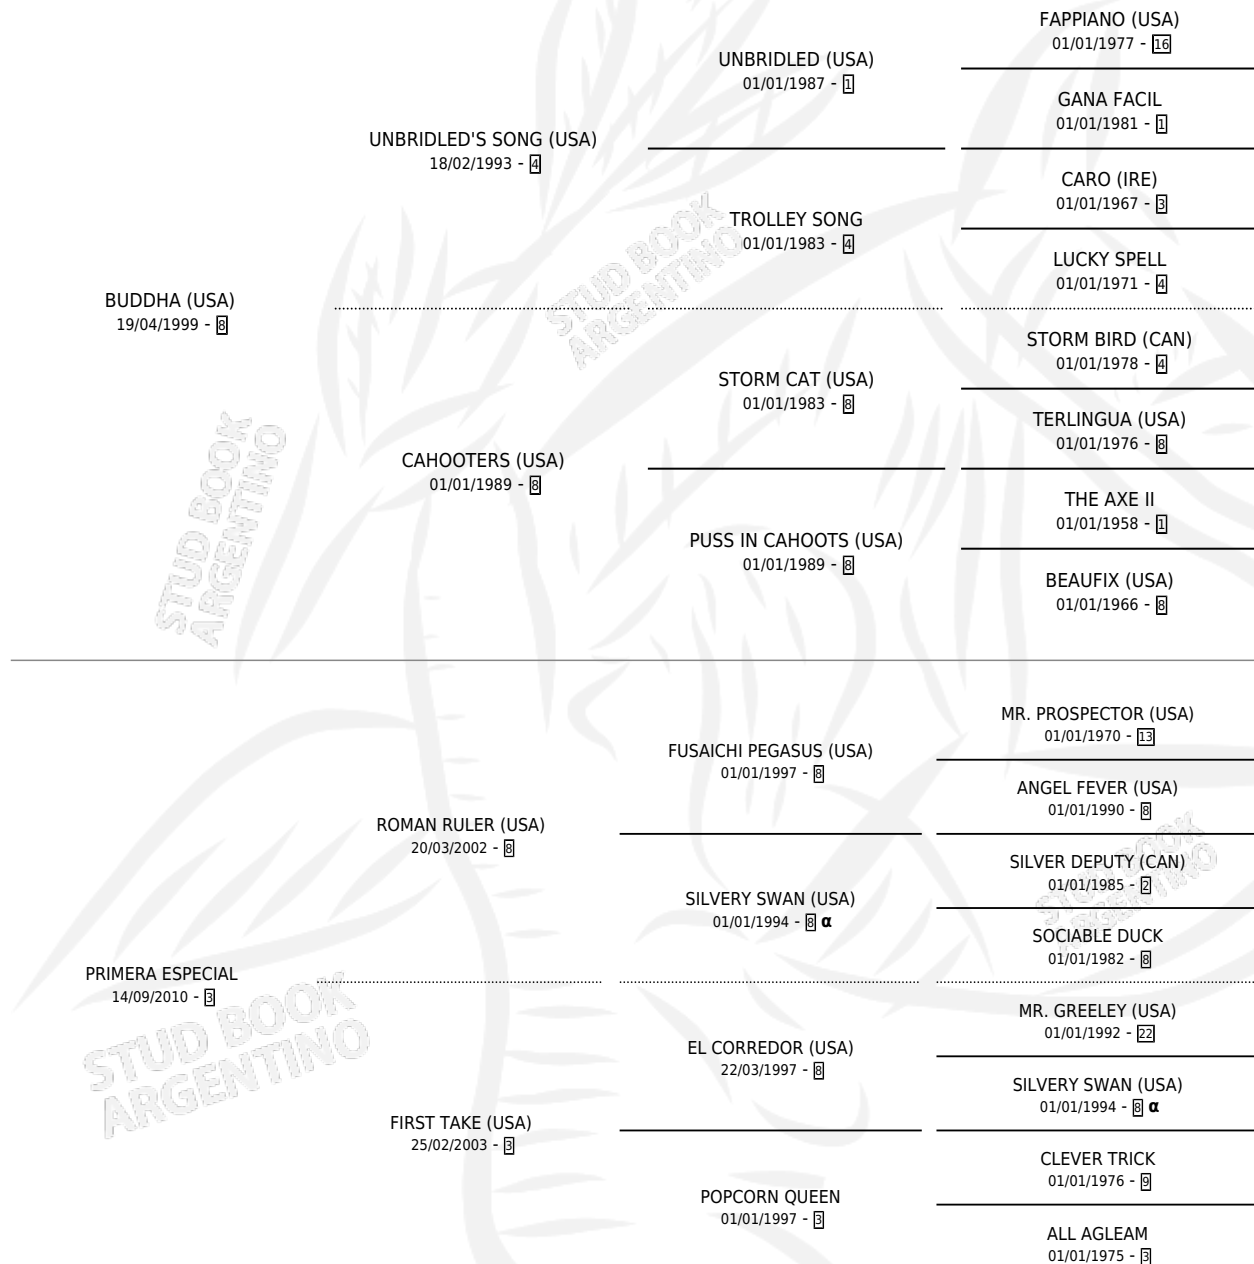 FAPPIANO (USA)
01/01/1977 - 16
UNBRIDLED (USA)
01/01/1987 - 1
GANA FACIL
01/01/1981 - 1
UNBRIDLED'S SONG (USA)
18/02/1993 - 4
CARO (IRE)
01/01/1967 - 3
TROLLEY SONG
01/01/1983 - 4
LUCKY SPELL
01/01/1971 - 4
BUDDHA (USA)
19/04/1999 - 8
STORM BIRD (CAN)
01/01/1978 - 4
STORM CAT (USA)
01/01/1983 - 8
TERLINGUA (USA)
01/01/1976 - 8
CAHOOTERS (USA)
01/01/1989 - 8
THE AXE II
01/01/1958 - 1
PUSS IN CAHOOTS (USA)
01/01/1989 - 8
BEAUFIX (USA)
01/01/1966 - 8
MR. PROSPECTOR (USA)
01/01/1970 - 13
FUSAICHI PEGASUS (USA)
01/01/1997 - 8
ANGEL FEVER (USA)
01/01/1990 - 8
ROMAN RULER (USA)
20/03/2002 - 8
SILVER DEPUTY (CAN)
01/01/1985 - 2
SILVERY SWAN (USA)
01/01/1994 - 8 α
SOCIABLE DUCK
01/01/1982 - 8
PRIMERA ESPECIAL
14/09/2010 - 3
MR. GREELEY (USA)
01/01/1992 - 22
EL CORREDOR (USA)
22/03/1997 - 8
SILVERY SWAN (USA)
01/01/1994 - 8 α
FIRST TAKE (USA)
25/02/2003 - 3
CLEVER TRICK
01/01/1976 - 9
POPCORN QUEEN
01/01/1997 - 3
ALL AGLEAM
01/01/1975 - 3
STUD BOOK
ARGENTINO
STUD BOOK
ARGENTINO
STUD BOOK
ARGENTINO
STUD BOOK
ARGENTINO